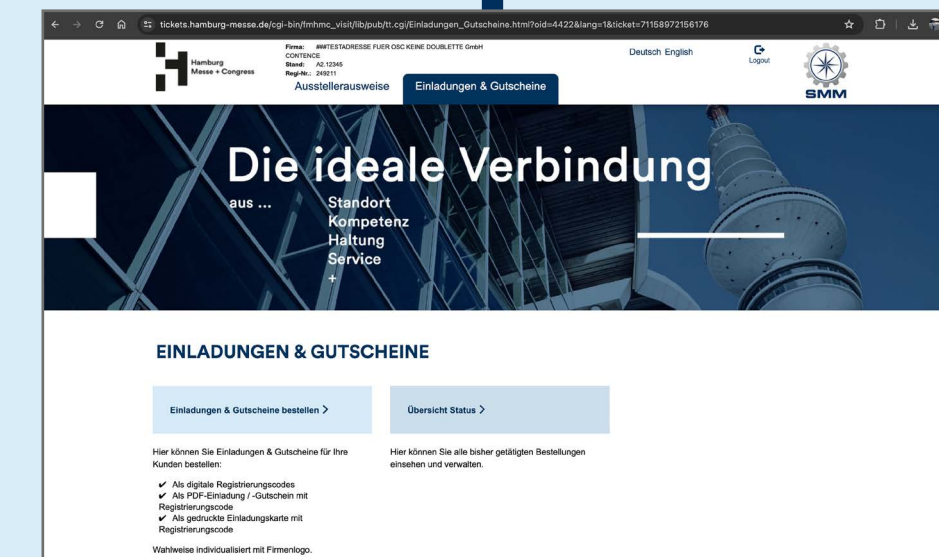 tickets.hamburg-messe.de/cgi-bin/fmhmc_visit/lib/pub/tt.cgi/Einladungen_Gutscheine.html?oid=4422&lang=1&ticket=71158972156176
Hamburg
Messe + Congress
Firma: ###TESTADRESSE FUER OSC KEINE DOUBLETTE GmbH
CONTENCE
Stand: A2.12345
Regi-Nr.: 249211
Deutsch English
Logout
SMM
Ausstellerausweise
Einladungen & Gutscheine
Die ideale Verbindung
aus ... Standort
Kompetenz
Haltung
Service
+
EINLADUNGEN & GUTSCHEINE
Einladungen & Gutscheine bestellen >
Übersicht Status >
Hier können Sie Einladungen & Gutscheine für Ihre
Kunden bestellen:
✔ Als digitale Registrierungscodes
✔ Als PDF-Einladung / -Gutschein mit
Registrierungscode
✔ Als gedruckte Einladungskarte mit
Registrierungscode
Wahlweise individualisiert mit Firmenlogo.
Hier können Sie alle bisher getätigten Bestellungen
einsehen und verwalten.